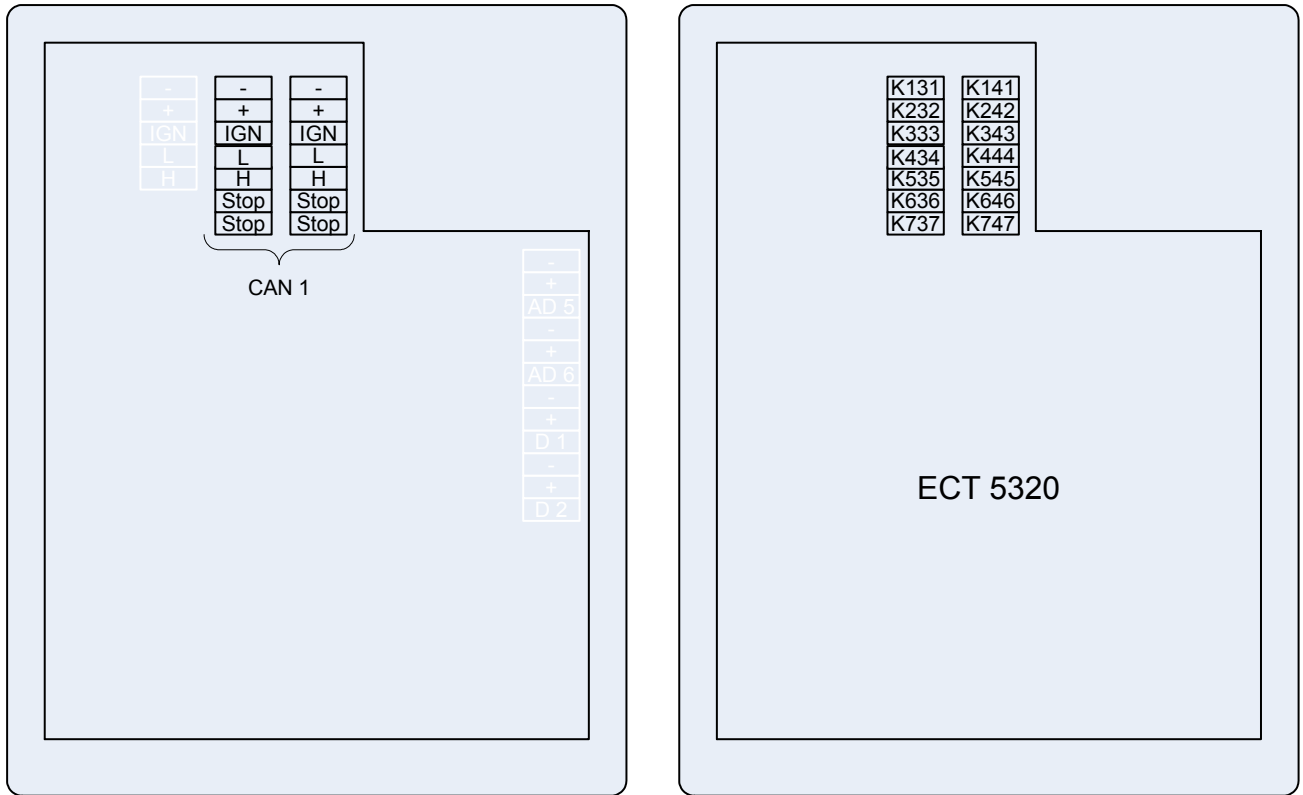 - - -
+ + +
IGN IGN IGN
L L L
H H H
Stop Stop
Stop Stop
CAN 1
-
+
AD 5
-
+
AD 6
-
+
D 1
-
+
D 2
K131 K141
K232 K242
K333 K343
K434 K444
K535 K545
K636 K646
K737 K747
ECT 5320